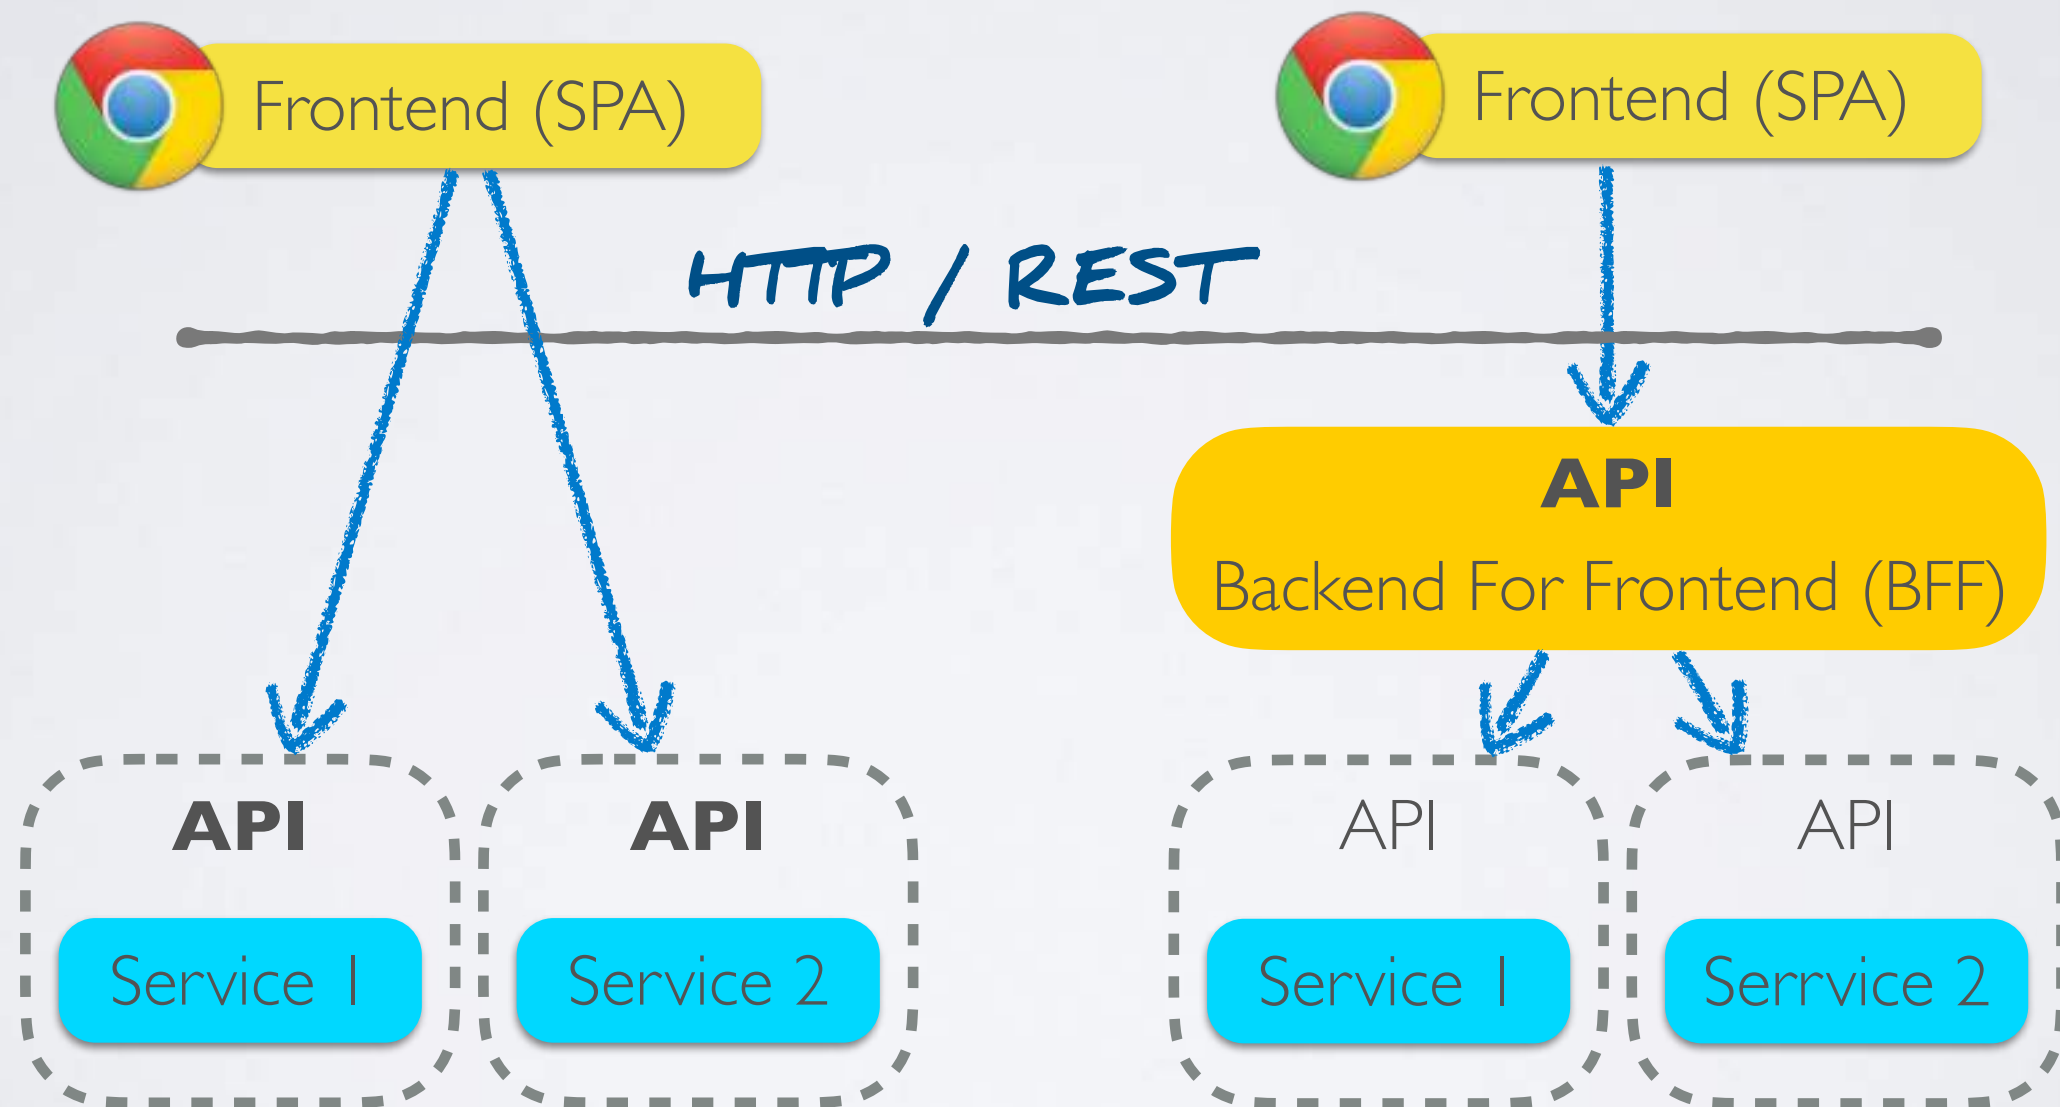 Frontend (SPA)
Frontend (SPA)
HTTP / REST
API
Backend For Frontend (BFF)
API
API
API
API
Service 1
Service 2
Service 1
Serrvice 2